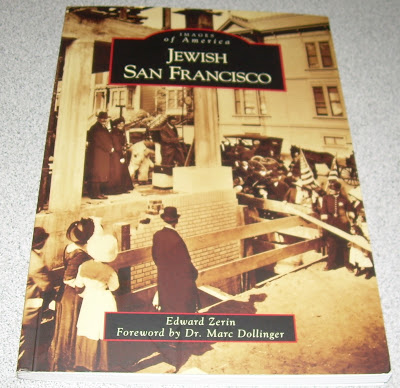 IMAGES
of America
JEWISH
SAN FRANCISCO
Edward Zerin
Foreword by Dr. Marc Dollinger